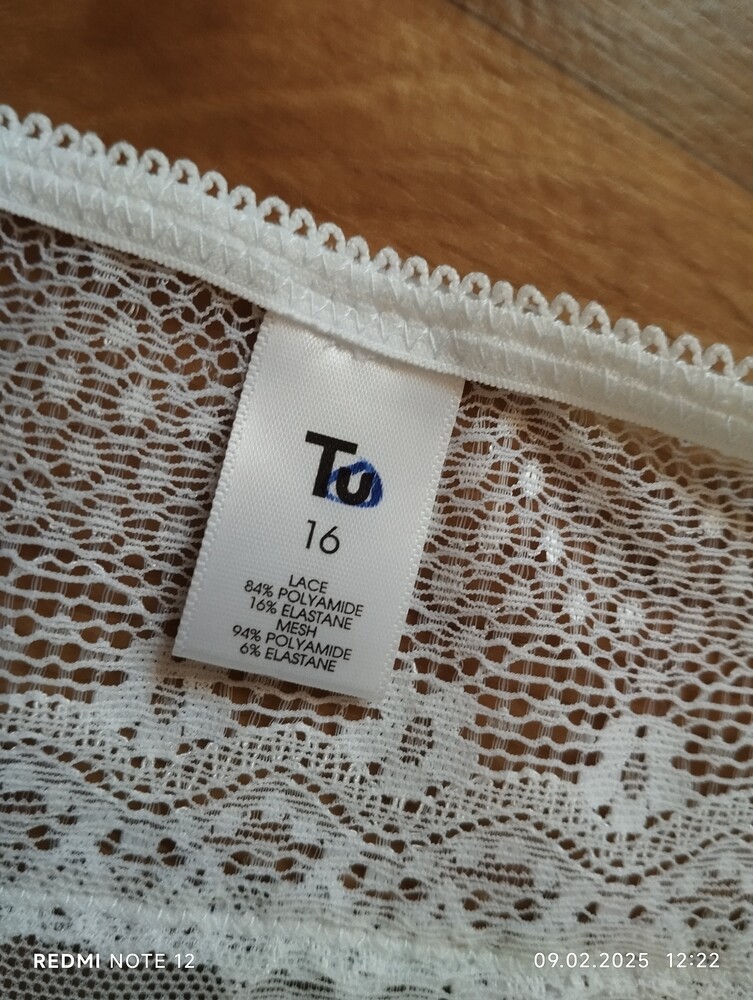 Tu
16
LACE
84% POLYAMIDE
16% ELASTANE
MESH
94% POLYAMIDE
6% ELASTANE
REDMI NOTE 12
09.02.2025 12:22